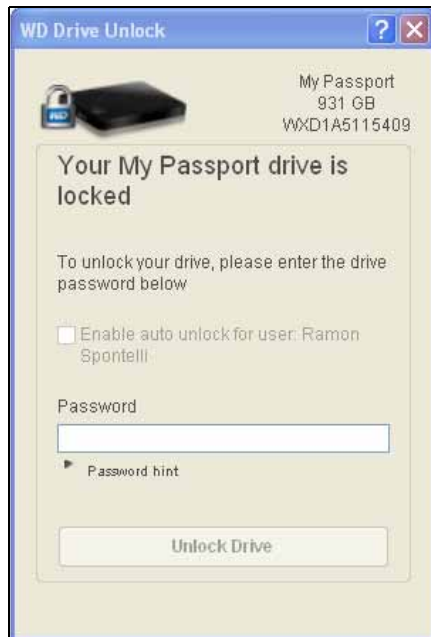 WD Drive Unlock
My Passport
931 GB
WXD1A5115409
WD
Your My Passport drive is
locked
To unlock your drive, please enter the drive
password below
Enable auto unlock for user: Ramon
Spontelli
Password
Password hint
Unlock Drive